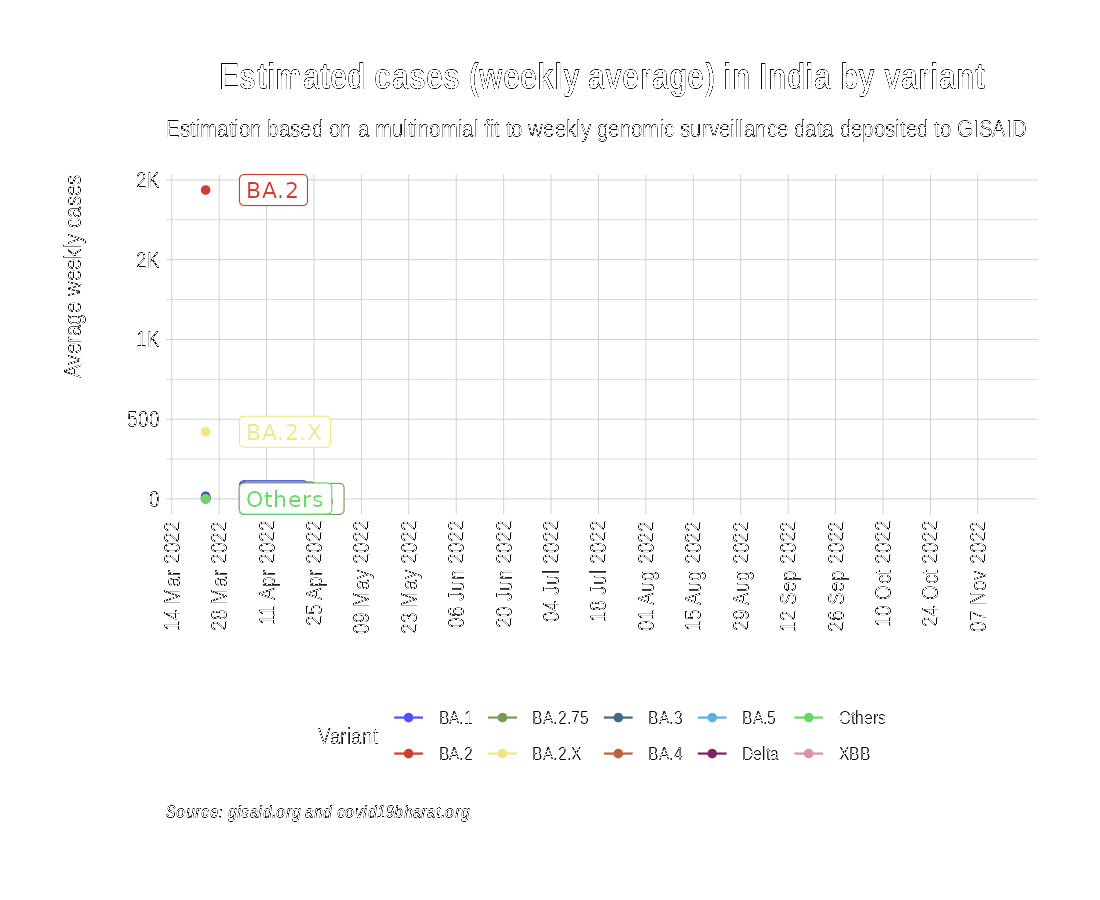 Estimated cases (weekly average) in India by variant
Estimation based on a multinomial fit to weekly genomic surveillance data deposited to GISAID
Average weekly cases
2K
2K
1K
500
0
BA.2
BA.2.X
Others
14 Mar 2022
28 Mar 2022
11 Apr 2022
25 Apr 2022
09 May 2022
23 May 2022
06 Jun 2022
20 Jun 2022
04 Jul 2022
18 Jul 2022
01 Aug 2022
15 Aug 2022
29 Aug 2022
12 Sep 2022
26 Sep 2022
10 Oct 2022
24 Oct 2022
07 Nov 2022
Variant
BA.1 BA.2.75 BA.3 BA.5 Others
BA.2 BA.2.X BA.4 Delta XBB
Source: gisaid.org and covid19bharat.org